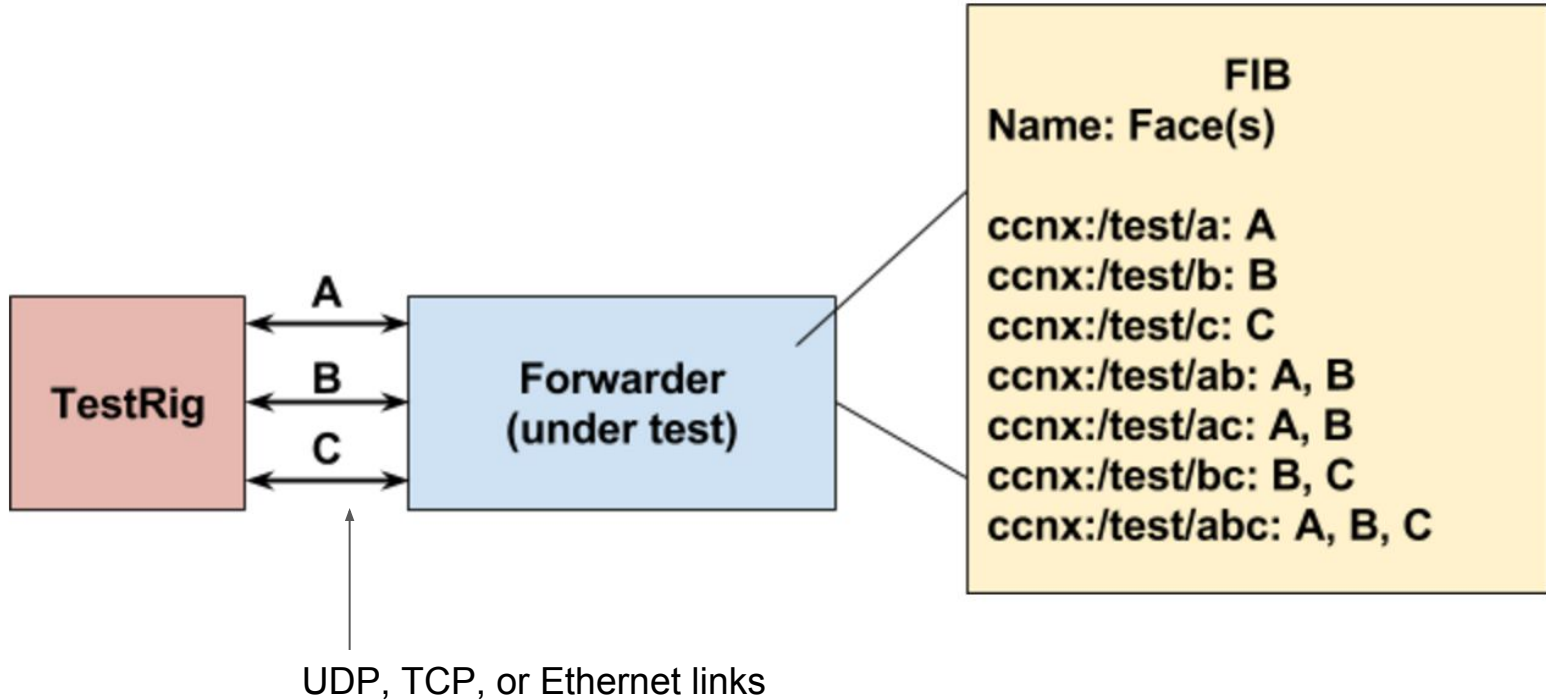 TestRig
A
B
C
Forwarder
(under test)
FIB
Name: Face(s)
ccnx:/test/a: A
ccnx:/test/b: B
ccnx:/test/c: C
ccnx:/test/ab: A, B
ccnx:/test/ac: A, B
ccnx:/test/bc: B, C
ccnx:/test/abc: A, B, C
UDP, TCP, or Ethernet links